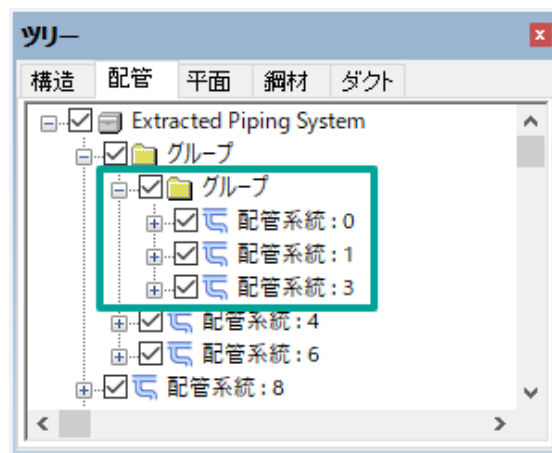 ツリー
構造 配管 平面 鋼材 ダクト
Extracted Piping System
グループ
グループ
配管系統:0
配管系統:1
配管系統:3
配管系統:4
配管系統:6
配管系統:8